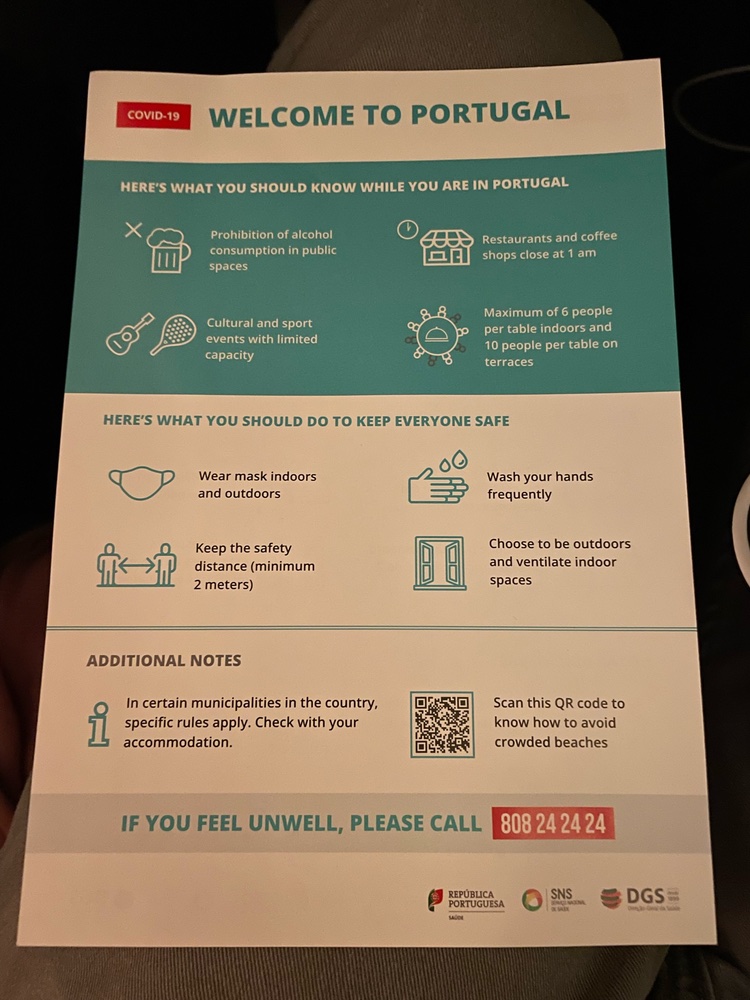 COVID-19
WELCOME TO PORTUGAL
HERE'S WHAT YOU SHOULD KNOW WHILE YOU ARE IN PORTUGAL
Prohibition of alcohol
consumption in public
spaces
Restaurants and coffee
shops close at 1 am
Cultural and sport
events with limited
capacity
Maximum of 6 people
per table indoors and
10 people per table on
terraces
HERE'S WHAT YOU SHOULD DO TO KEEP EVERYONE SAFE
Wear mask indoors
and outdoors
Wash your hands
frequently
Keep the safety
distance (minimum
2 meters)
Choose to be outdoors
and ventilate indoor
spaces
ADDITIONAL NOTES
In certain municipalities in the country,
specific rules apply. Check with your
accommodation.
Scan this QR code to
know how to avoid
crowded beaches
IF YOU FEEL UNWELL, PLEASE CALL 808 24 24 24
REPÚBLICA
PORTUGUESA
SAÚDE
SNS
SERVIÇO NACIONAL
DE SAÚDE
DGS
Direção-Geral da Saúde